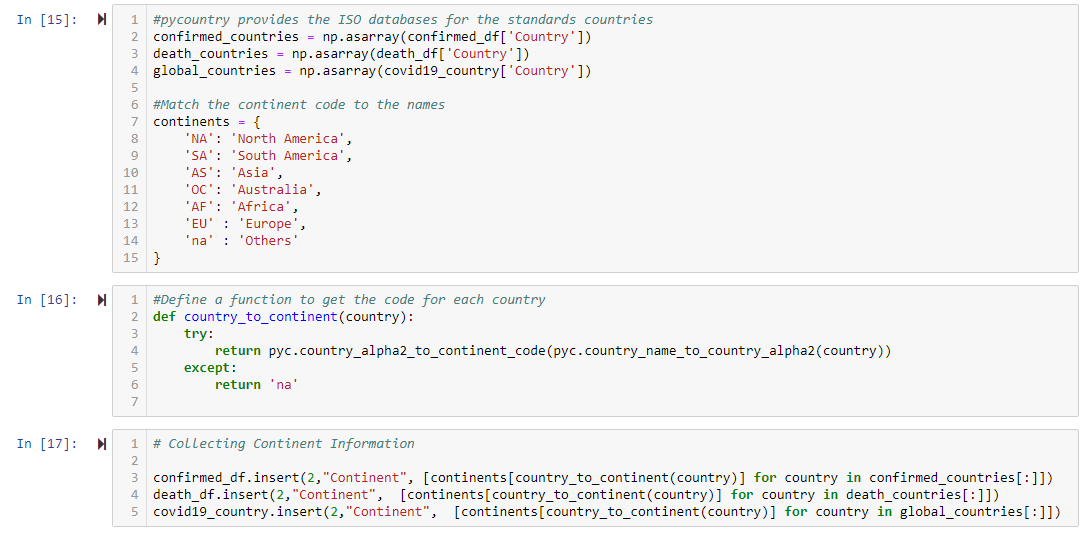 In [15]:
1 #pycountry provides the ISO databases for the standards countries
2 confirmed_countries = np.asarray(confirmed_df['Country'])
3 death_countries = np.asarray(death_df['Country'])
4 global_countries = np.asarray(covid19_country['Country'])
5
6 #Match the continent code to the names
7 continents = {
8     'NA': 'North America',
9     'SA': 'South America',
10     'AS': 'Asia',
11     'OC': 'Australia',
12     'AF': 'Africa',
13     'EU' : 'Europe',
14     'na' : 'Others'
15 }
In [16]:
1 #Define a function to get the code for each country
2 def country_to_continent(country):
3     try:
4         return pyc.country_alpha2_to_continent_code(pyc.country_name_to_country_alpha2(country))
5     except:
6         return 'na'
7
In [17]:
1 # Collecting Continent Information
2
3 confirmed_df.insert(2,"Continent", [continents[country_to_continent(country)] for country in confirmed_countries[:]])
4 death_df.insert(2,"Continent",  [continents[country_to_continent(country)] for country in death_countries[:]])
5 covid19_country.insert(2,"Continent",  [continents[country_to_continent(country)] for country in global_countries[:]])